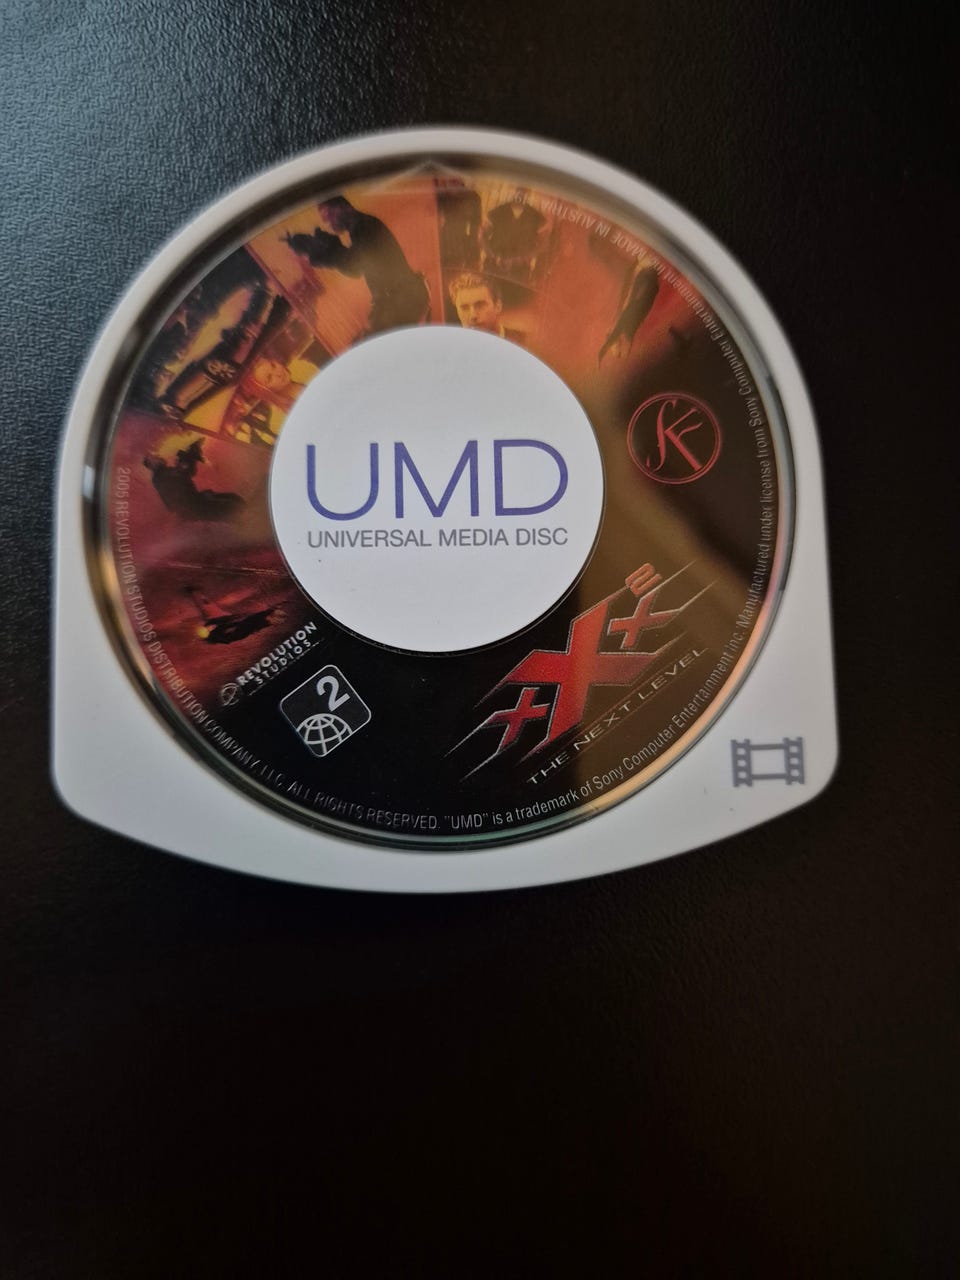 UMD
UNIVERSAL MEDIA DISC
xXx²
THE NEXT LEVEL
REVOLUTION
STUDIOS
2
SK
2005 REVOLUTION STUDIOS DISTRIBUTION COMPANY, LLC. ALL RIGHTS RESERVED. "UMD" is a trademark of Sony Computer Entertainment Inc. Manufactured under license from Sony Computer Entertainment Inc. MADE IN AUSTRIA